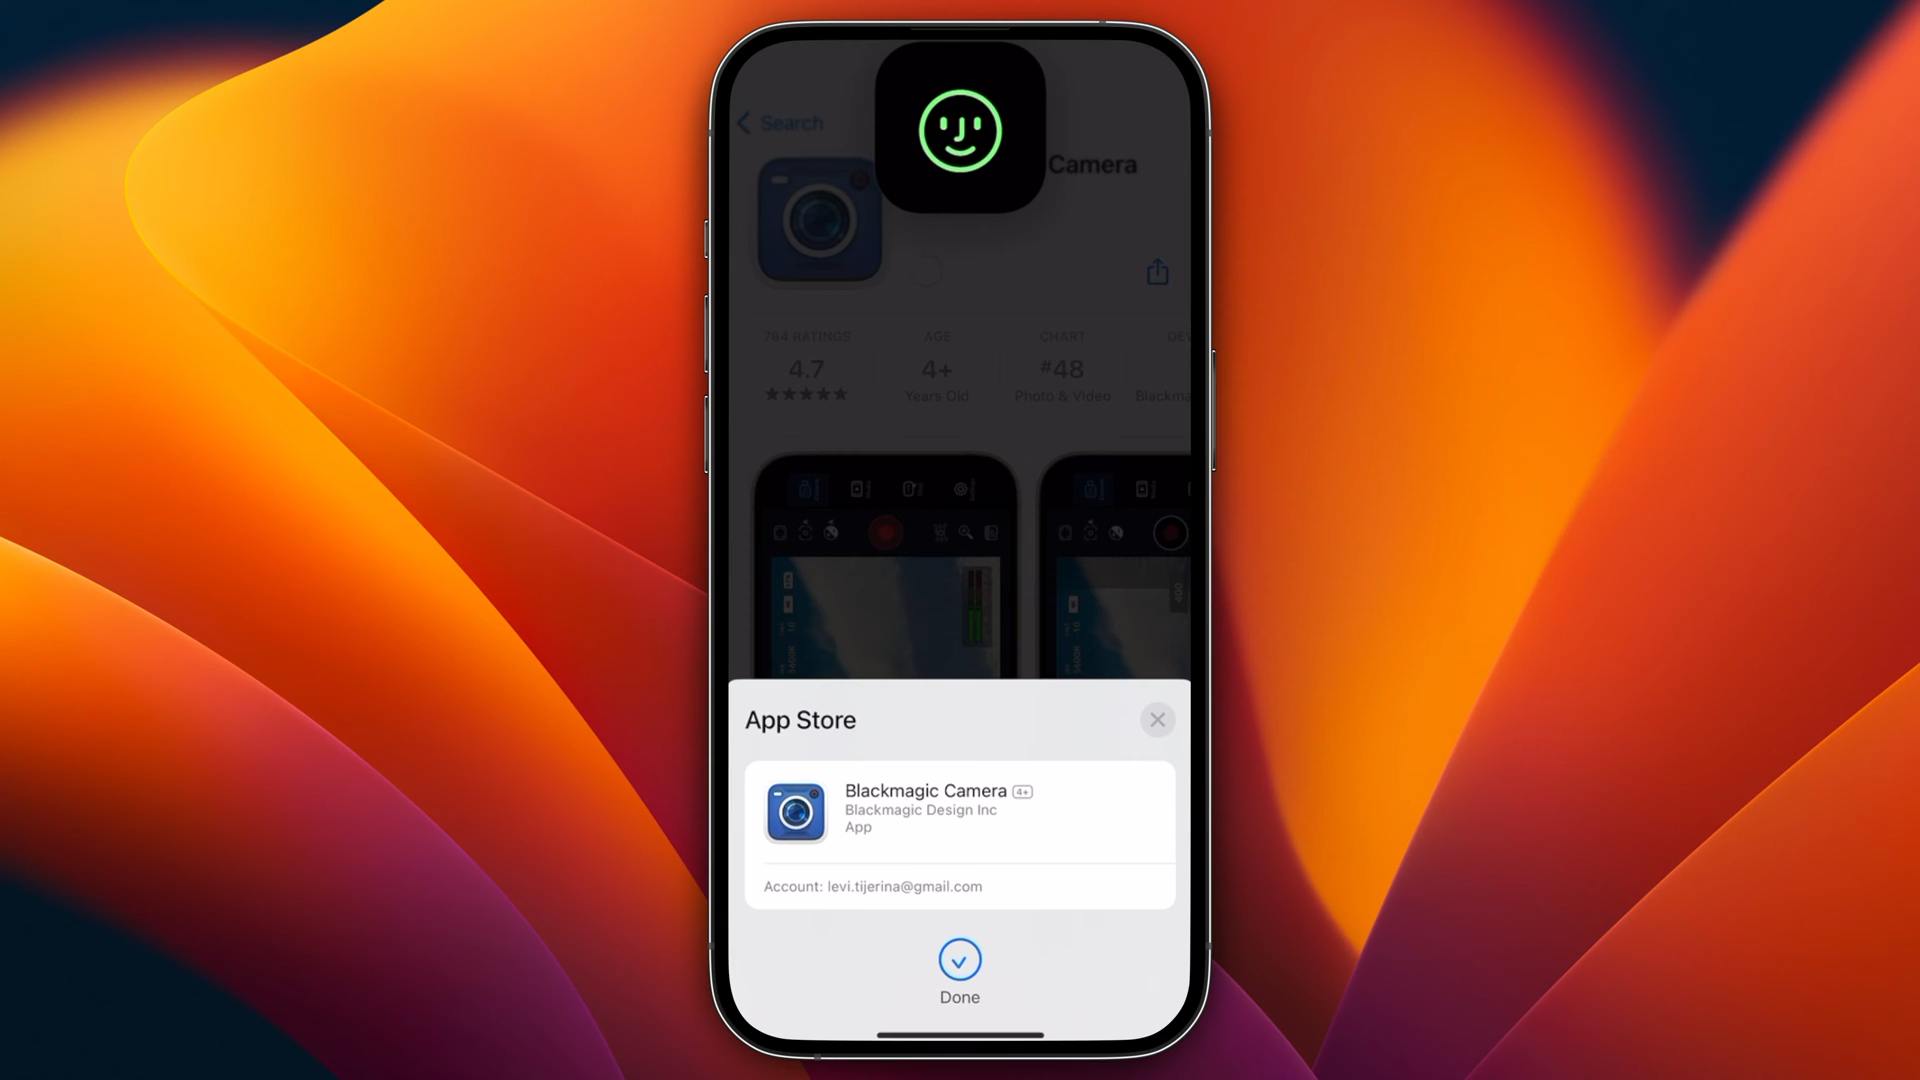 Search
Camera
784 RATINGS
4.7
AGE
4+
Years Old
CHART
#48
Photo & Video
App Store
Blackmagic Camera 4+
Blackmagic Design Inc
App
Account: levi.tijerina@gmail.com
Done